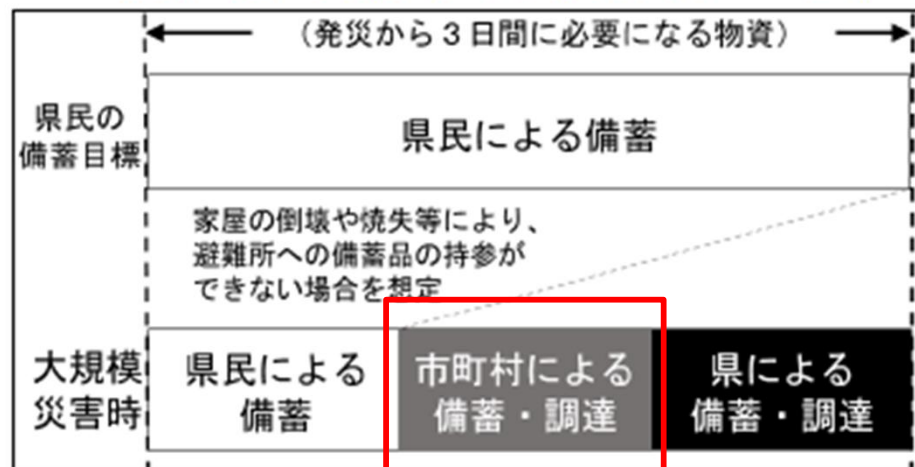 （発災から３日間に必要になる物資）
県民の
備蓄目標
県民による備蓄
家屋の倒壊や焼失等により、
避難所への備蓄品の持参が
できない場合を想定
大規模
災害時
県民による
備蓄
市町村による
備蓄・調達
県による
備蓄・調達